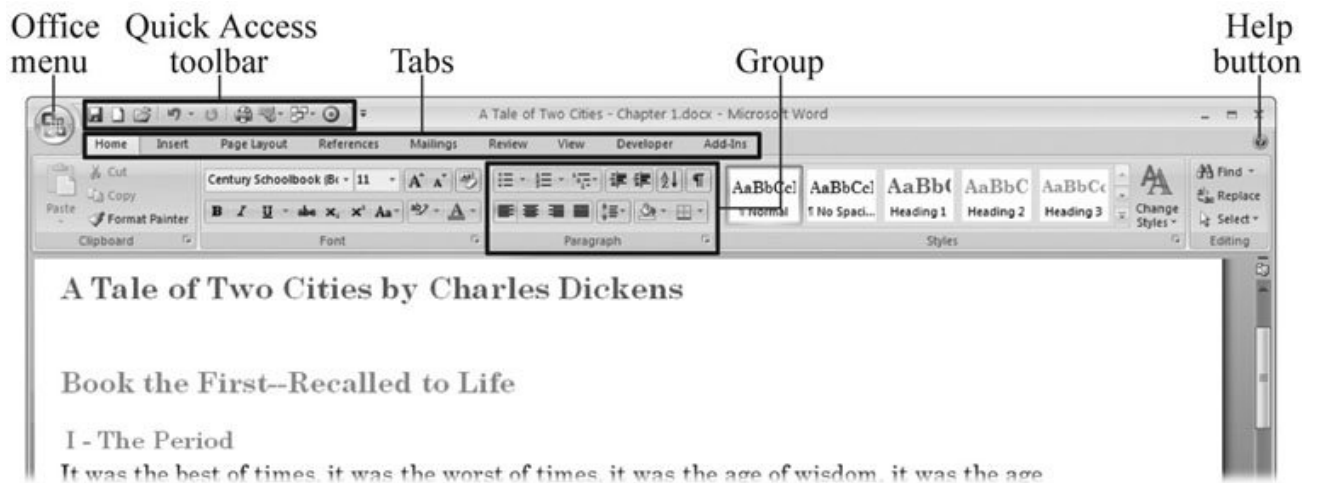 Office Quick Access Help
menu toolbar Tabs Group button
A Tale of Two Cities - Chapter 1.docx - Microsoft Word
Home Insert Page Layout References Mailings Review View Developer Add-Ins
Cut
Century Schoolbook (Bo 11
Copy
Paste
Format Painter
B I U abc x₂ x² Aa
Clipboard Font Paragraph
AaBbCcI AaBbCcI AaBb( AaBbC AaBbCc
¶ Normal ¶ No Spaci... Heading 1 Heading 2 Heading 3
Change
Styles
Styles
Find
Replace
Select
Editing
A Tale of Two Cities by Charles Dickens
Book the First--Recalled to Life
I - The Period
It was the best of times, it was the worst of times, it was the age of wisdom, it was the age